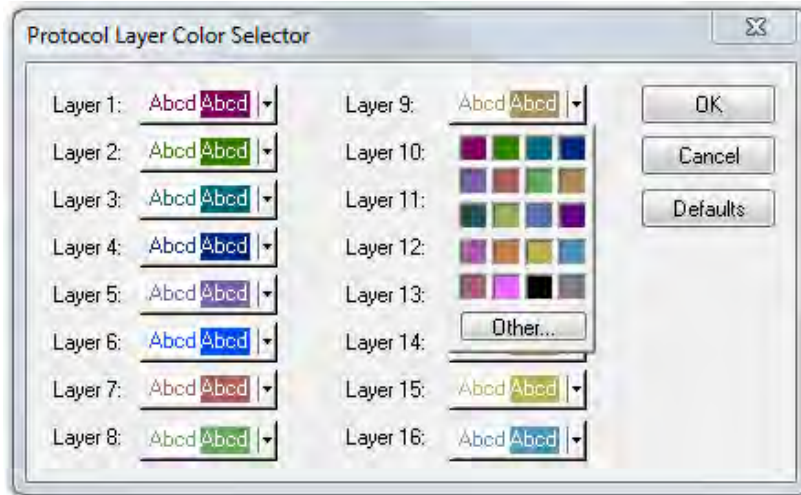 Protocol Layer Color Selector
Layer 1: Abcd Abcd
Layer 2: Abcd Abcd
Layer 3: Abcd Abcd
Layer 4: Abcd Abcd
Layer 5: Abcd Abcd
Layer 6: Abcd Abcd
Layer 7: Abcd Abcd
Layer 8: Abcd Abcd
Layer 9: Abcd Abcd
Layer 10:
Layer 11:
Layer 12:
Layer 13:
Layer 14:
Layer 15: Abcd Abcd
Layer 16: Abcd Abcd
Other...
OK
Cancel
Defaults